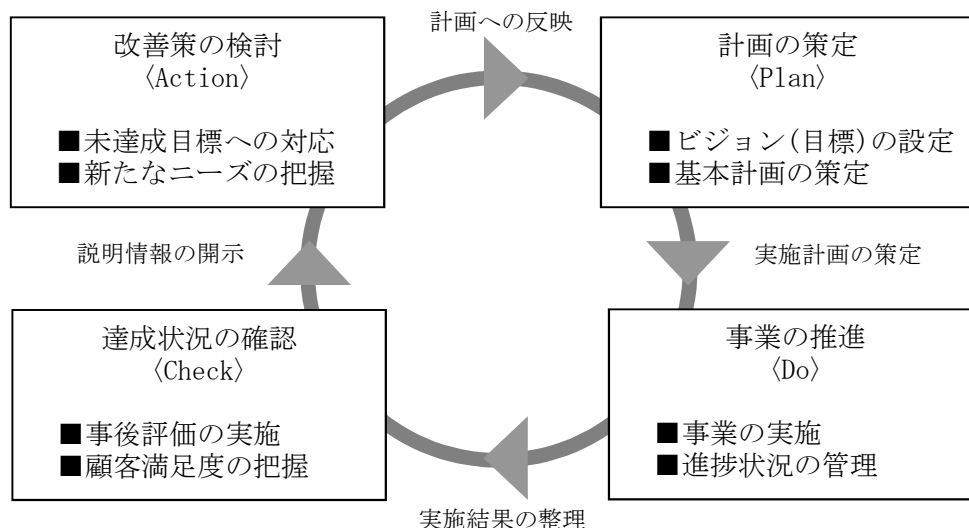 計画への反映
改善策の検討
〈Action〉
■未達成目標への対応
■新たなニーズの把握
計画の策定
〈Plan〉
■ビジョン(目標)の設定
■基本計画の策定
説明情報の開示
実施計画の策定
達成状況の確認
〈Check〉
■事後評価の実施
■顧客満足度の把握
事業の推進
〈Do〉
■事業の実施
■進捗状況の管理
実施結果の整理